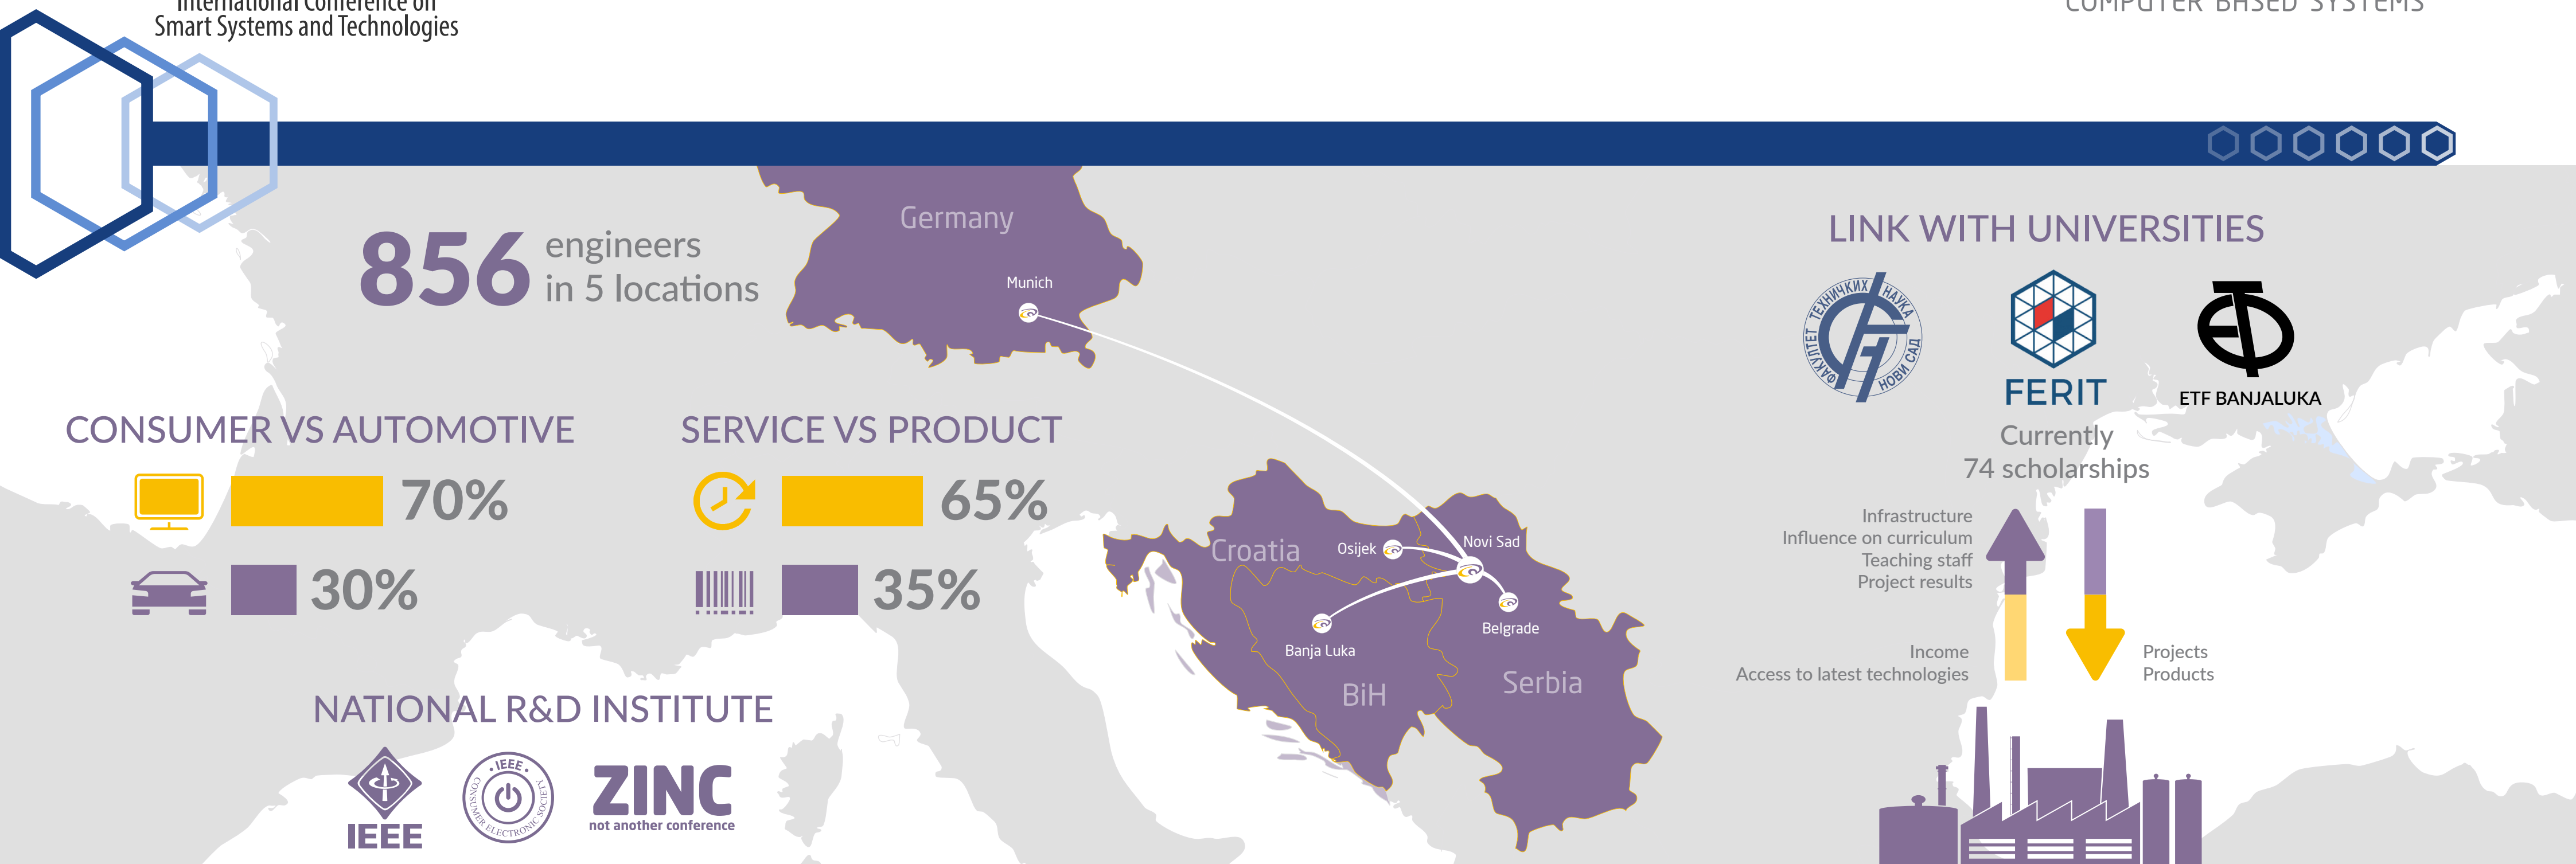 International Conference on
Smart Systems and Technologies
COMPUTER BASED SYSTEMS
856 engineers
in 5 locations
Germany
Munich
CONSUMER VS AUTOMOTIVE
70%
30%
SERVICE VS PRODUCT
65%
35%
NATIONAL R&D INSTITUTE
IEEE
IEEE
CONSUMER ELECTRONIC SOCIETY
ZINC
not another conference
Croatia
Osijek
Novi Sad
Belgrade
Banja Luka
BiH
Serbia
LINK WITH UNIVERSITIES
ФАКУЛТЕТ ТЕХНИЧКИХ НАУКА
НОВИ САД
FERIT
ETF BANJALUKA
Currently
74 scholarships
Infrastructure
Influence on curriculum
Teaching staff
Project results
Income
Access to latest technologies
Projects
Products